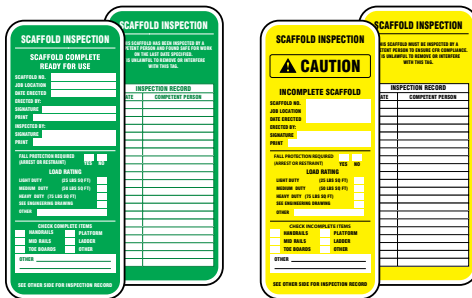 SCAFFOLD INSPECTION
SCAFFOLD COMPLETE
READY FOR USE
SCAFFOLD NO.
JOB LOCATION
DATE ERECTED
ERECTED BY:
SIGNATURE
PRINT
INSPECTED BY:
SIGNATURE
PRINT
FALL PROTECTION REQUIRED
(ARREST OR RESTRAINT) YES NO
LOAD RATING
LIGHT DUTY (25 LBS SQ FT)
MEDIUM DUTY (50 LBS SQ FT)
HEAVY DUTY (75 LBS SQ FT)
SEE ENGINEERING DRAWING
OTHER
CHECK COMPLETE ITEMS
HANDRAILS PLATFORM
MID RAILS LADDER
TOE BOARDS OTHER
OTHER
SEE OTHER SIDE FOR INSPECTION RECORD
SCAFFOLD INSPECTION
SCAFFOLD HAS BEEN INSPECTED BY A
PERSON AND FOUND SAFE FOR WORK
ON THE LAST DATE SPECIFIED.
IS UNLAWFUL TO REMOVE OR INTERFERE
WITH THIS TAG.
INSPECTION RECORD
ATE COMPETENT PERSON
SCAFFOLD INSPECTION
CAUTION
INCOMPLETE SCAFFOLD
SCAFFOLD NO.
JOB LOCATION
DATE ERECTED
ERECTED BY:
SIGNATURE
PRINT
FALL PROTECTION REQUIRED
(ARREST OR RESTRAINT) YES NO
LOAD RATING
LIGHT DUTY (25 LBS SQ FT)
MEDIUM DUTY (50 LBS SQ FT)
HEAVY DUTY (75 LBS SQ FT)
SEE ENGINEERING DRAWING
OTHER
CHECK INCOMPLETE ITEMS
HANDRAILS PLATFORM
MID RAILS LADDER
TOE BOARDS OTHER
OTHER
SEE OTHER SIDE FOR INSPECTION RECORD
SCAFFOLD INSPECTION
SCAFFOLD MUST BE INSPECTED BY A
PERSON TO ENSURE CFR COMPLIANCE.
IS UNLAWFUL TO REMOVE OR INTERFERE
WITH THIS TAG.
INSPECTION RECORD
ATE COMPETENT PERSON